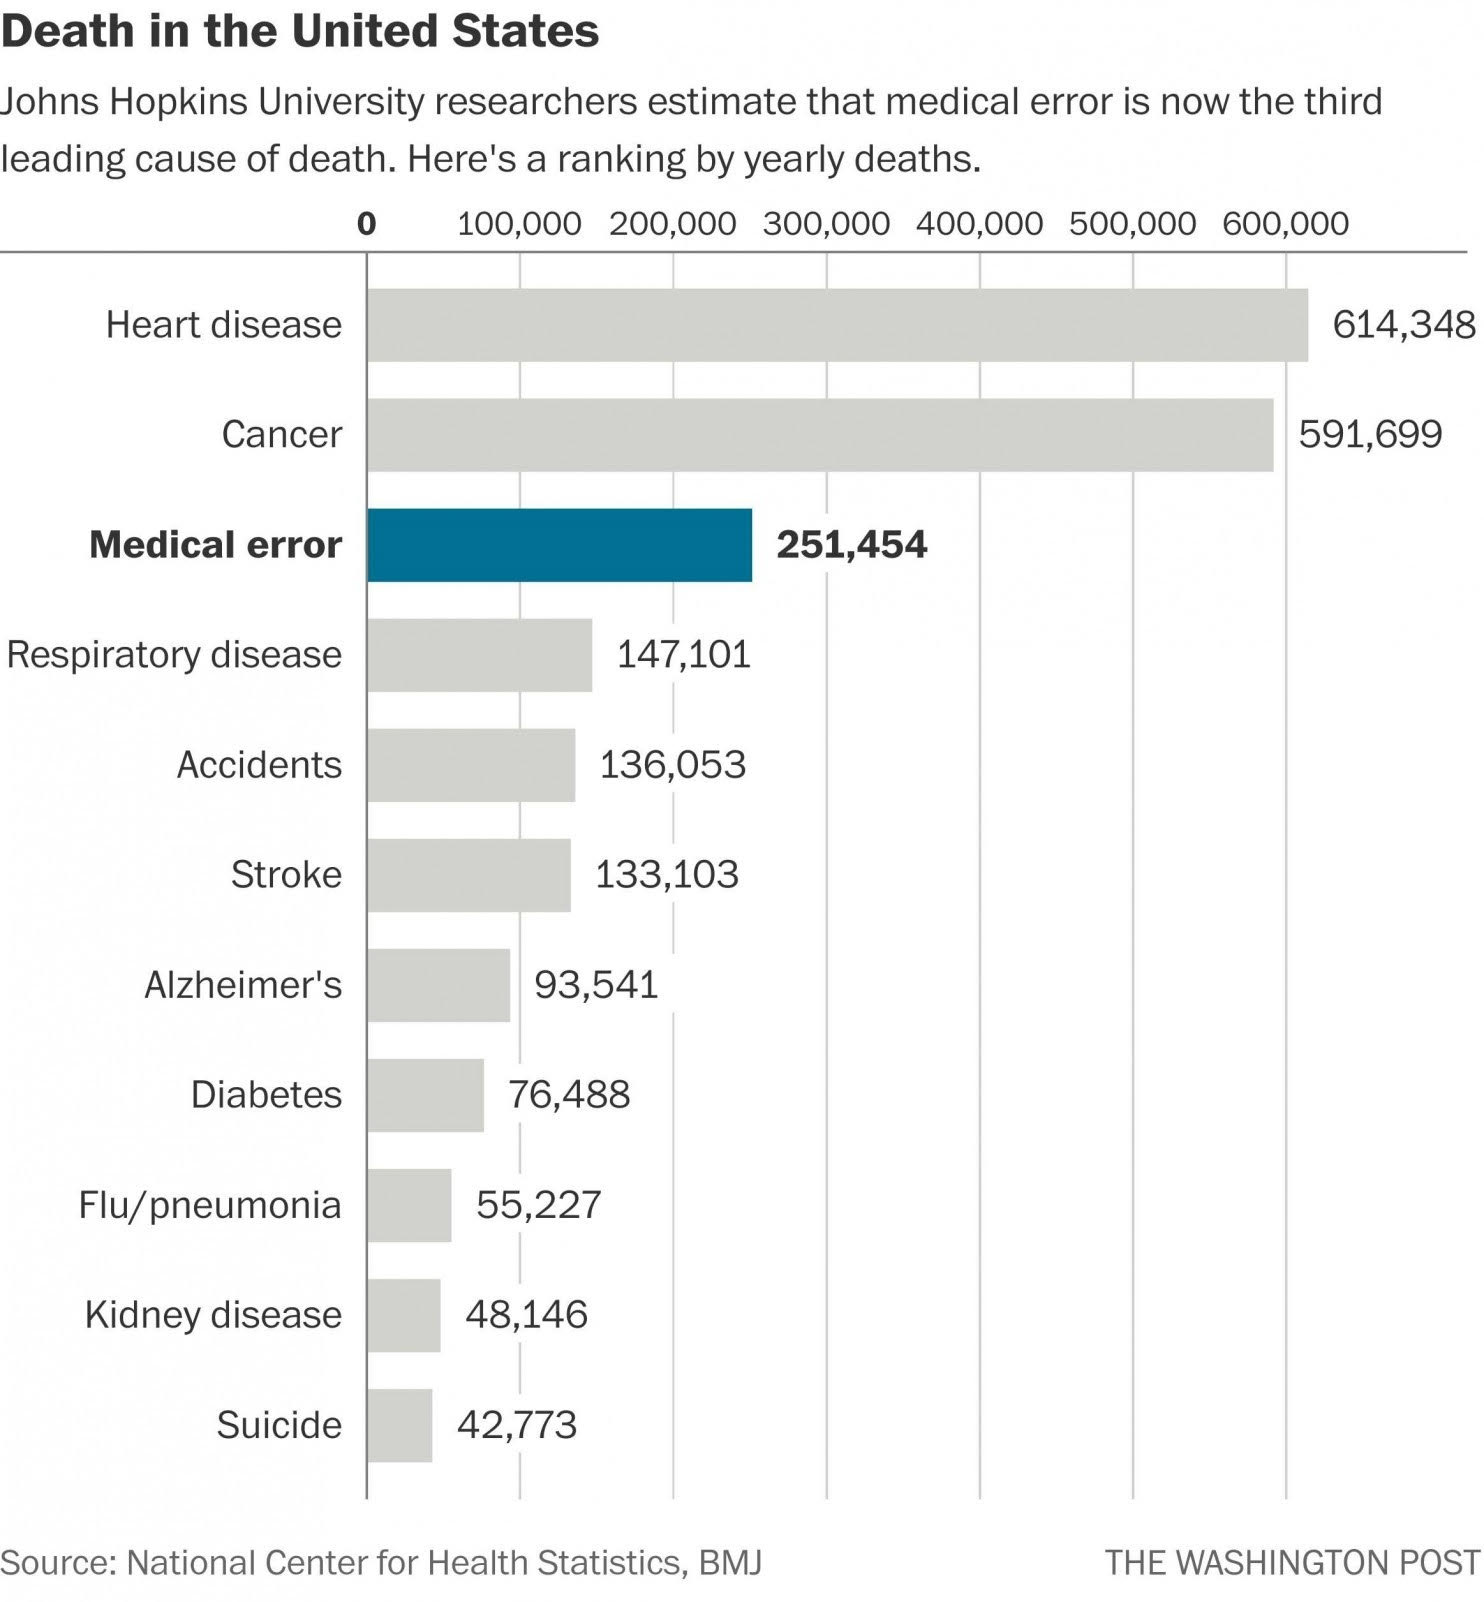 Death in the United States
Johns Hopkins University researchers estimate that medical error is now the third
leading cause of death. Here's a ranking by yearly deaths.
0 100,000 200,000 300,000 400,000 500,000 600,000
Heart disease 614,348
Cancer 591,699
Medical error 251,454
Respiratory disease 147,101
Accidents 136,053
Stroke 133,103
Alzheimer's 93,541
Diabetes 76,488
Flu/pneumonia 55,227
Kidney disease 48,146
Suicide 42,773
Source: National Center for Health Statistics, BMJ THE WASHINGTON POST